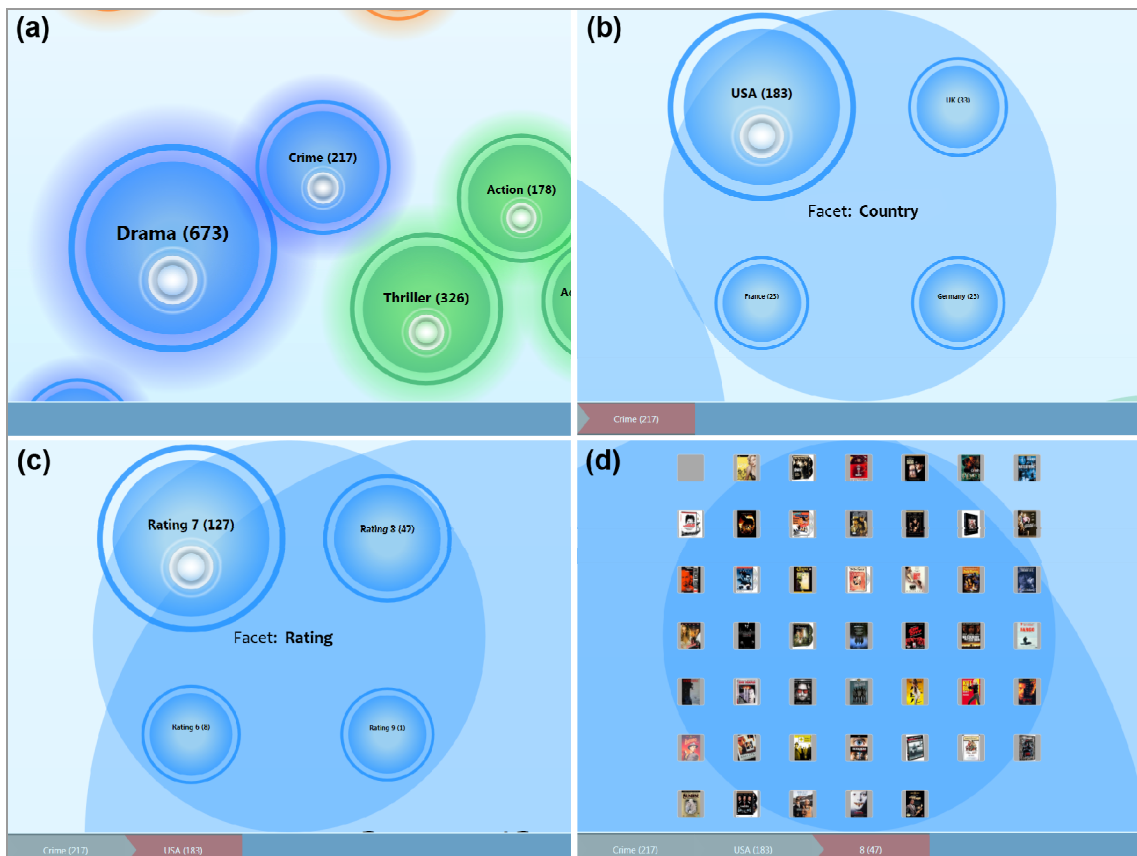 (a)
Crime (217)
Action (178)
Drama (673)
Thriller (326)
(b)
USA (183)
UK (33)
Facet: Country
France (25)
Germany (25)
Crime (217)
(c)
Rating 7 (127)
Rating 8 (47)
Facet: Rating
Rating 6 (8)
Rating 9 (1)
Crime (217)
USA (183)
(d)
Crime (217)
USA (183)
8 (47)